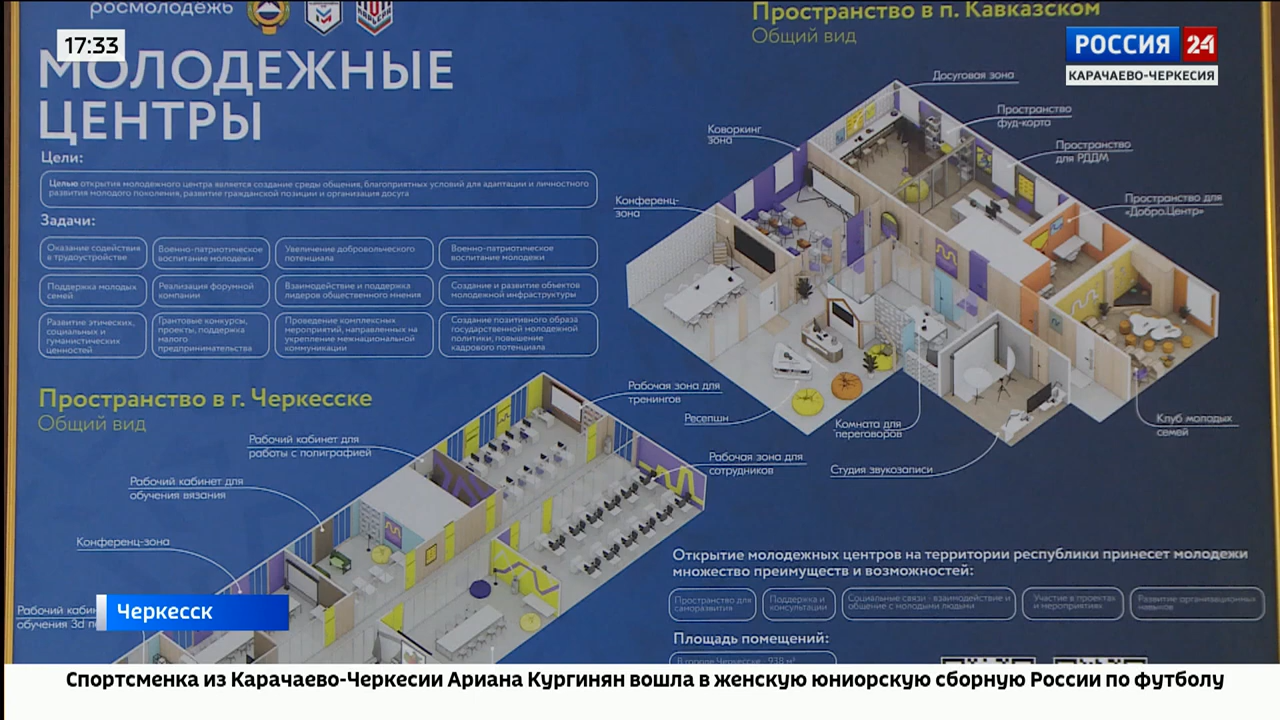 росмолодёжь
17:33
МОЛОДЕЖНЫЕ
ЦЕНТРЫ
Цели:
Целью открытия молодежного центра является создание среды общения, благоприятных условий для адаптации и личностного
развития молодого поколения, развитие гражданской позиции и организация досуга
Задачи:
Оказание содействия
в трудоустройстве
Военно-патриотическое
воспитание молодежи
Увеличение добровольческого
потенциала
Военно-патриотическое
воспитание молодежи
Поддержка молодых
семей
Реализация форумной
компании
Взаимодействие и поддержка
лидеров общественного мнения
Создание и развитие объектов
молодежной инфраструктуры
Развитие этических,
социальных и
гуманистических
ценностей
Грантовые конкурсы,
проекты, поддержка
малого
предпринимательства
Проведение комплексных
мероприятий, направленных на
укрепление межнациональной
коммуникации
Создание позитивного образа
государственной молодежной
политики, повышение
кадрового потенциала
Пространство в п. Кавказском
Общий вид
РОССИЯ 24
КАРАЧАЕВО-ЧЕРКЕСИЯ
Досуговая зона
Пространство
фуд-корта
Пространство
для РДДМ
Пространство для
«Добро.Центр»
Коворкинг
зона
Конференц-
зона
Ресепшн
Комната для
переговоров
Студия звукозаписи
Клуб молодых
семей
Пространство в г. Черкесске
Общий вид
Рабочая зона для
тренингов
Рабочий кабинет для
работы с полиграфией
Рабочая зона для
сотрудников
Рабочий кабинет для
обучения вязания
Конференц-зона
Рабочий
обучения 3d
Черкесск
Открытие молодежных центров на территории республики принесет молодежи
множество преимуществ и возможностей:
Пространство для
саморазвития
Поддержка и
консультации
Социальные связи - взаимодействие и
общение с молодыми людьми
Участие в проектах
и мероприятиях
Развитие организационных
навыков
Площадь помещений:
В городе Черкесске - 938 м²
Спортсменка из Карачаево-Черкесии Ариана Кургинян вошла в женскую юниорскую сборную России по футболу